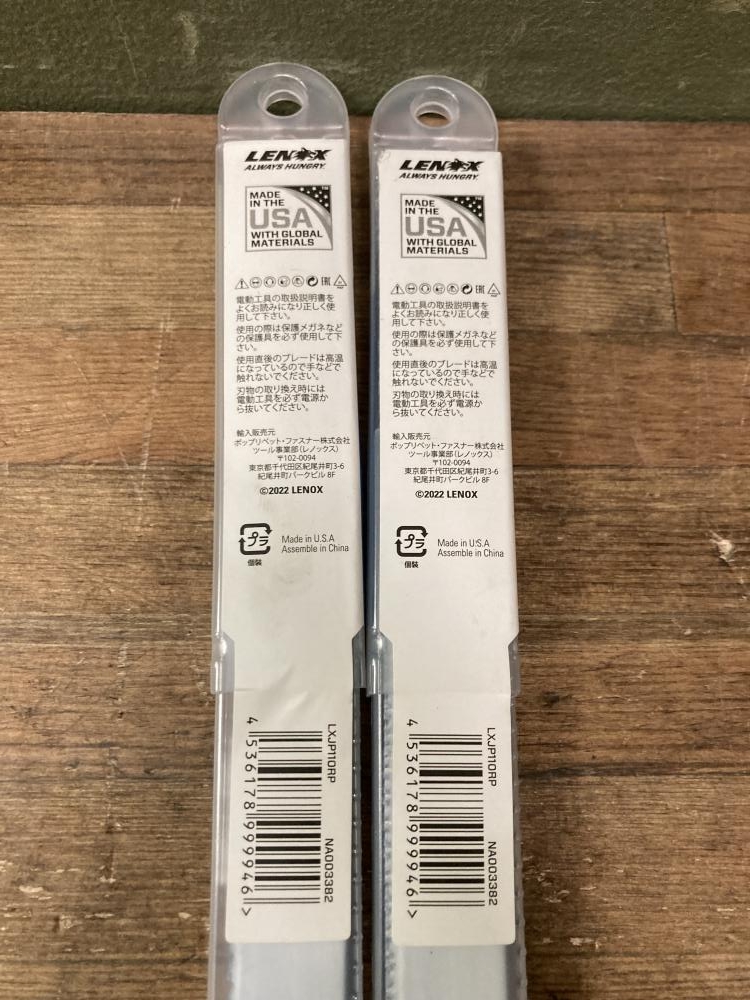 LENOX
ALWAYS HUNGRY.
MADE
IN THE
USA
WITH GLOBAL
MATERIALS
電動工具の取扱説明書を
よくお読みになり正しく使
用して下さい。
使用の際は保護メガネなど
の保護具を必ず使用して下
さい。
使用直後のブレードは高温
になっているので手などで
触れないでください。
刃物の取り換え時には
電動工具を必ず電源か
ら抜いてください。
輸入販売元
ポップリベット・ファスナー株式会社
ツール事業部(レノックス)
〒102-0094
東京都千代田区紀尾井町3-6
紀尾井町パークビル 8F
©2022 LENOX
プラ
個装
Made in U.S.A
Assemble in China
LXJP110RP
NA003382
4 536178 999946 >
LENOX
ALWAYS HUNGRY.
MADE
IN THE
USA
WITH GLOBAL
MATERIALS
電動工具の取扱説明書を
よくお読みになり正しく使
用して下さい。
使用の際は保護メガネなど
の保護具を必ず使用して下
さい。
使用直後のブレードは高温
になっているので手などで
触れないでください。
刃物の取り換え時には
電動工具を必ず電源か
ら抜いてください。
輸入販売元
ポップリベット・ファスナー株式会社
ツール事業部(レノックス)
〒102-0094
東京都千代田区紀尾井町3-6
紀尾井町パークビル 8F
©2022 LENOX
プラ
個装
Made in U.S.A
Assemble in China
LXJP110RP
NA003382
4 536178 999946 >